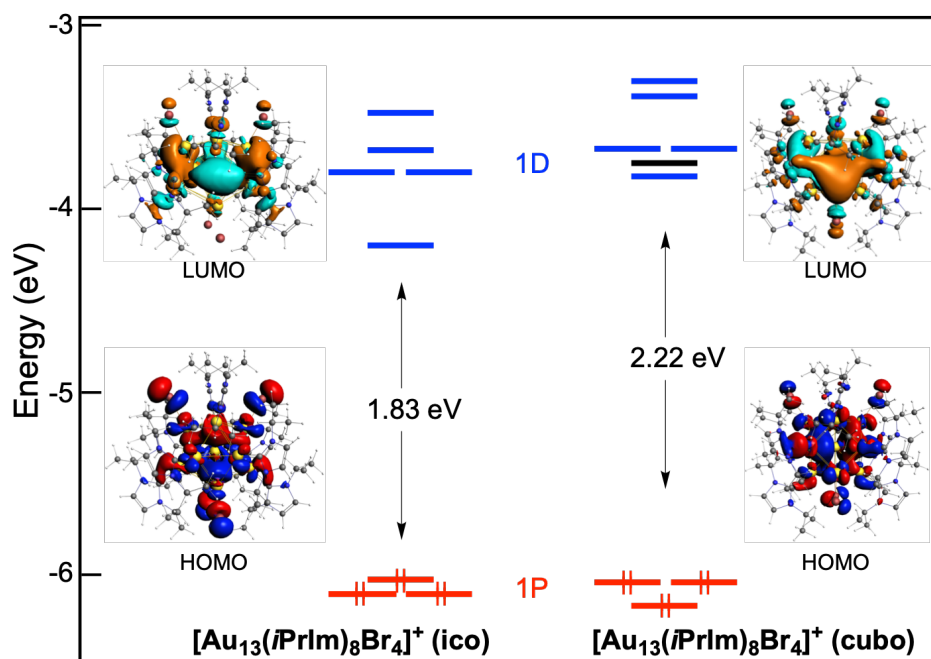 -3
-4
-5
-6
Energy (eV)
LUMO
1D
LUMO
1.83 eV
2.22 eV
HOMO
1P
HOMO
[Au₁₃(iPrIm)₈Br₄]⁺ (ico)
[Au₁₃(iPrIm)₈Br₄]⁺ (cubo)